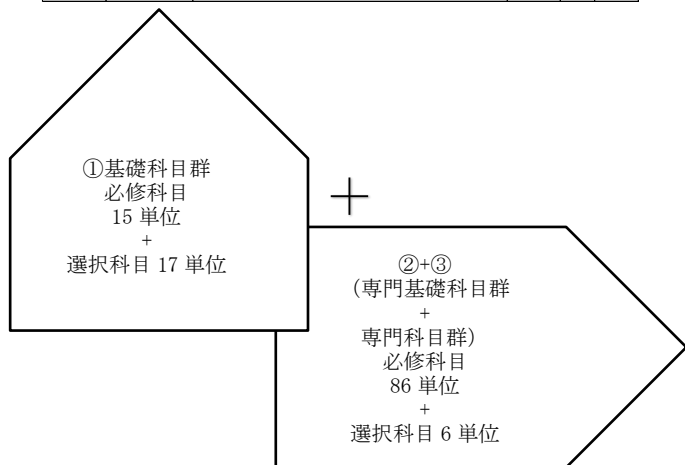 ①基礎科目群
必修科目
15 単位
+
選択科目 17 単位
+
②+③
(専門基礎科目群
+
専門科目群)
必修科目
86 単位
+
選択科目 6 単位